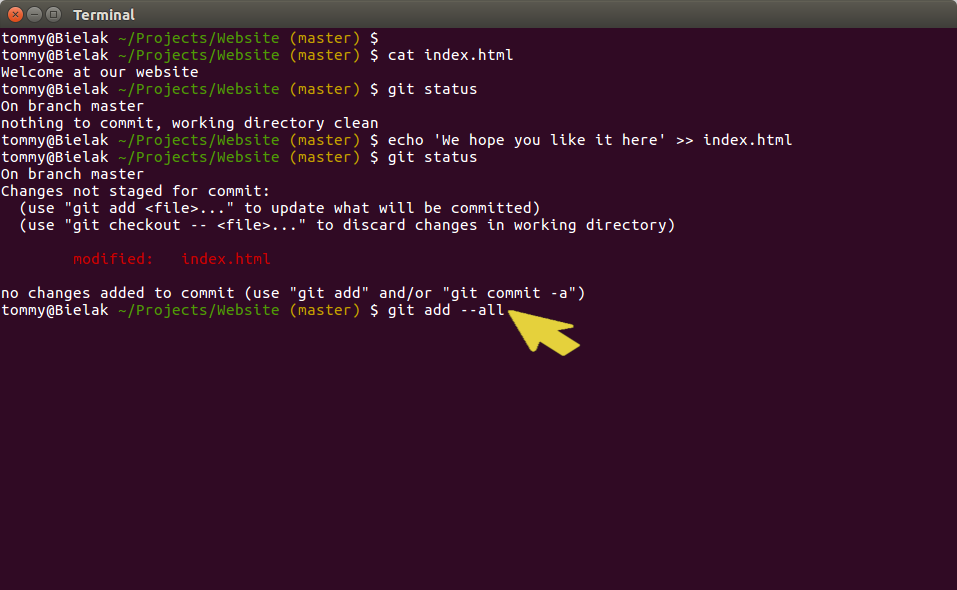 Terminal
tommy@Bielak ~/Projects/Website (master) $
tommy@Bielak ~/Projects/Website (master) $ cat index.html
Welcome at our website
tommy@Bielak ~/Projects/Website (master) $ git status
On branch master
nothing to commit, working directory clean
tommy@Bielak ~/Projects/Website (master) $ echo 'We hope you like it here' >> index.html
tommy@Bielak ~/Projects/Website (master) $ git status
On branch master
Changes not staged for commit:
  (use "git add <file>..." to update what will be committed)
  (use "git checkout -- <file>..." to discard changes in working directory)
        modified:   index.html
no changes added to commit (use "git add" and/or "git commit -a")
tommy@Bielak ~/Projects/Website (master) $ git add --all